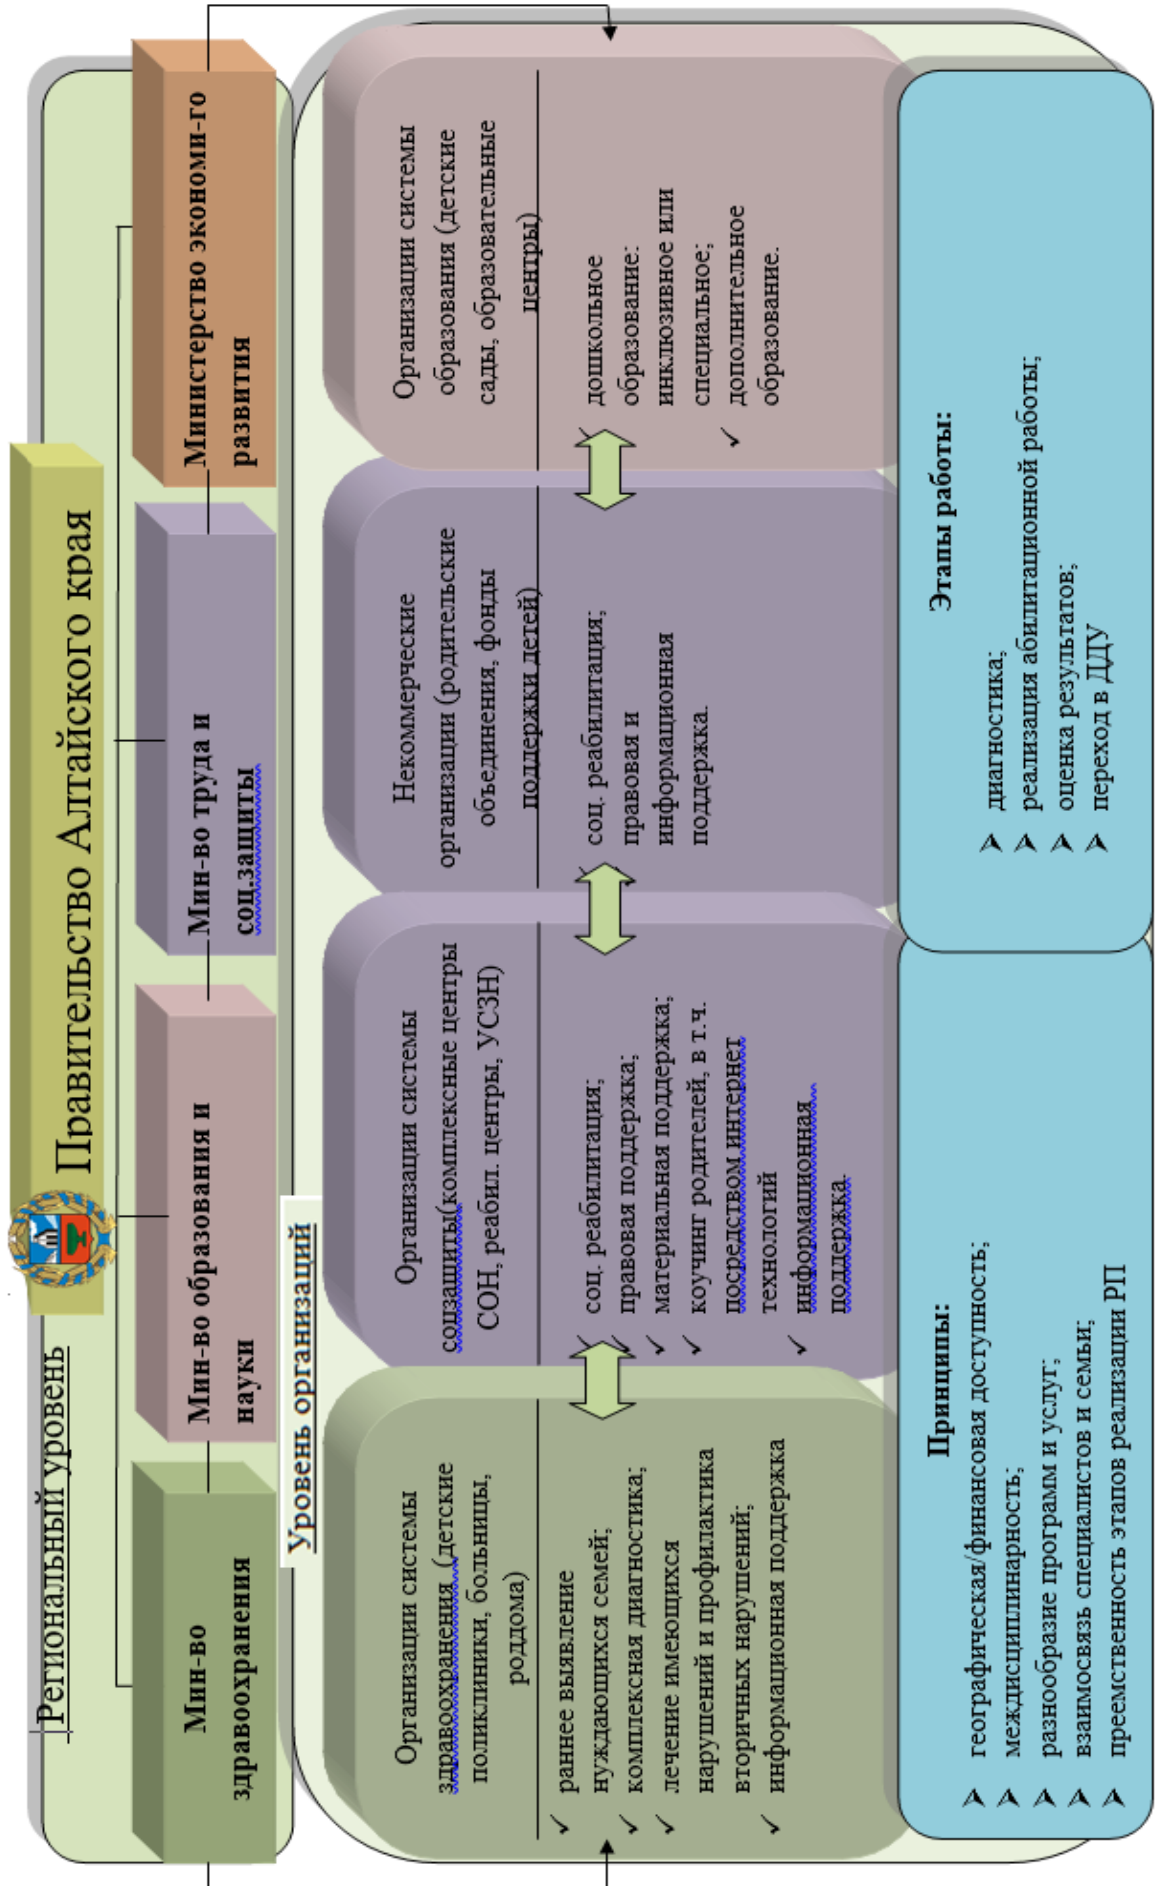 Региональный уровень
Правительство Алтайского края
Мин-во
здравоохранения
Мин-во образования и
науки
Мин-во труда и
соц.защиты
Министерство экономи-го
развития
Уровень организаций
Организации системы
здравоохранения (детские
поликлиники, больницы,
роддома)
✓ раннее выявление
нуждающихся семей;
✓ комплексная диагностика;
✓ лечение имеющихся
нарушений и профилактика
вторичных нарушений;
✓ информационная поддержка
Организации системы
соцзащиты(комплексные центры
СОН, реабил. центры, УСЗН)
✓ соц. реабилитация;
✓ правовая поддержка;
✓ материальная поддержка;
✓ коучинг родителей, в т.ч.
посредством интернет
технологий
✓ информационная
поддержка.
Некоммерческие
организации (родительские
объединения, фонды
поддержки детей)
✓ соц. реабилитация;
✓ правовая и
информационная
поддержка.
Организации системы
образования (детские
сады, образовательные
центры)
✓ дошкольное
образование:
инклюзивное или
специальное;
✓ дополнительное
образование.
Принципы:
➢ географическая/финансовая доступность;
➢ междисциплинарность;
➢ разнообразие программ и услуг;
➢ взаимосвязь специалистов и семьи;
➢ преемственность этапов реализации РП
Этапы работы:
➢ диагностика;
➢ реализация абилитационной работы;
➢ оценка результатов;
➢ переход в ДДУ